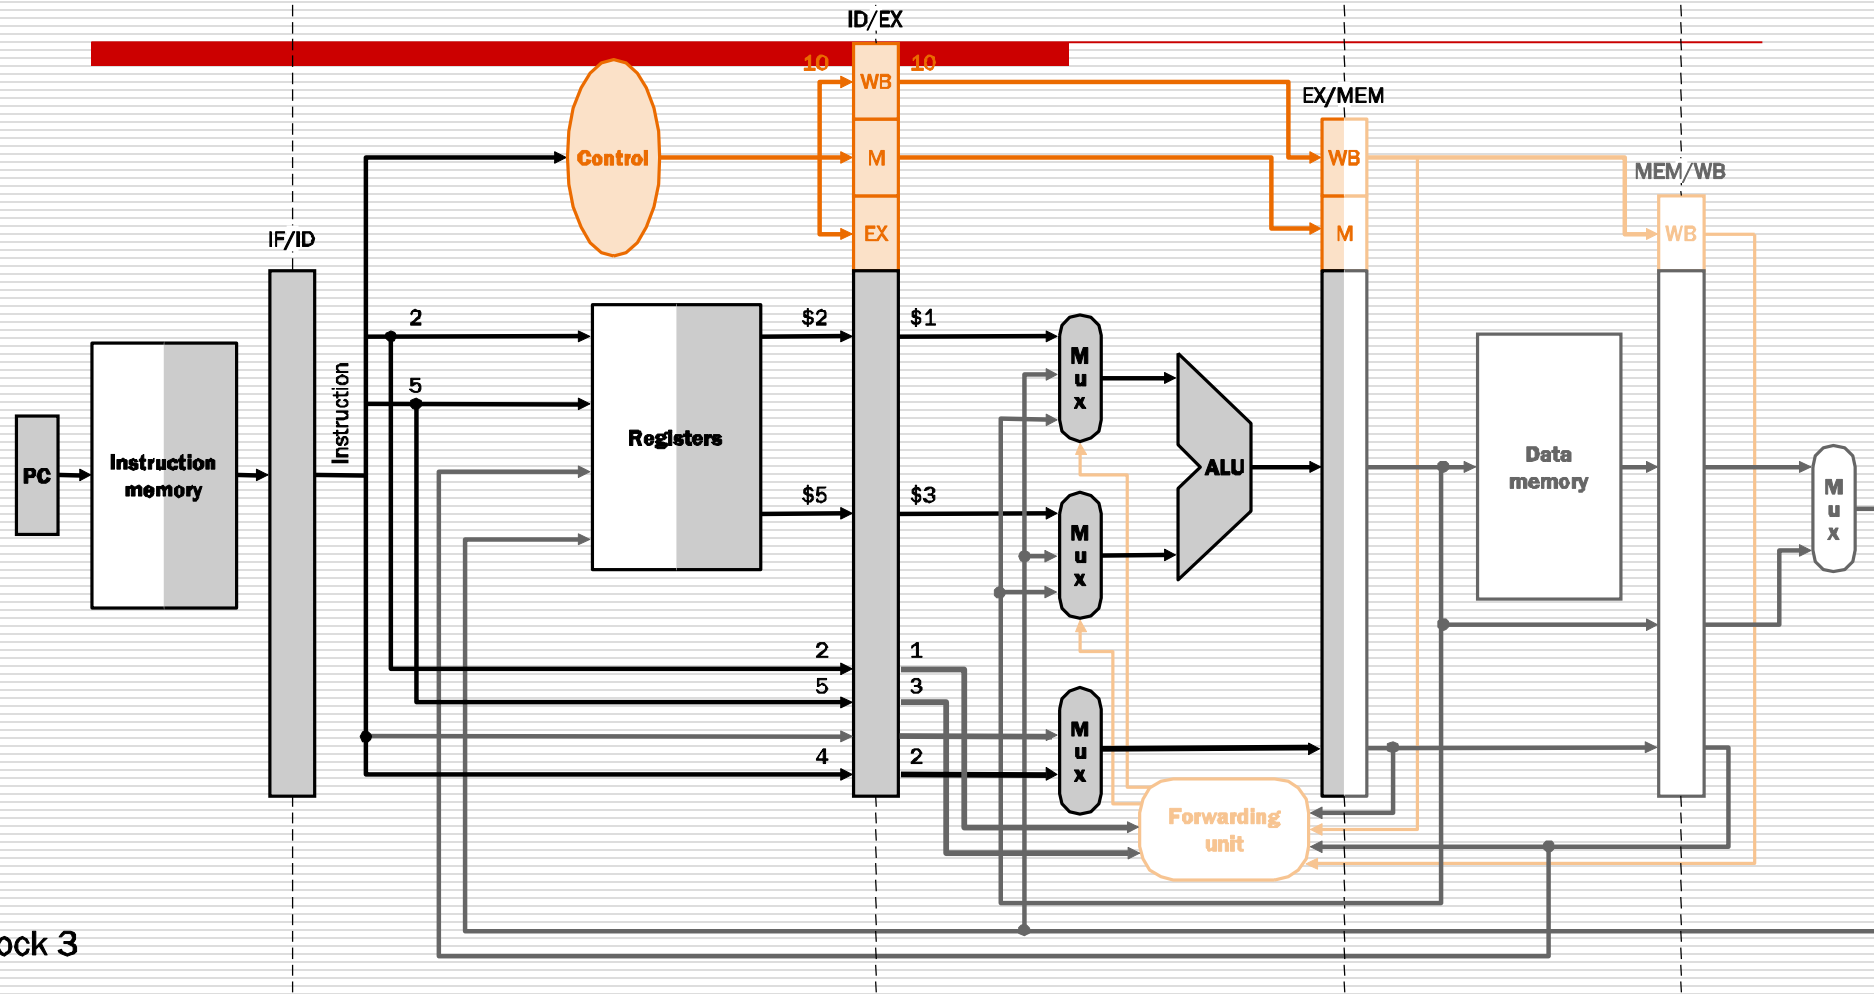 ID/EX
10
10
WB
EX/MEM
Control
M
WB
MEM/WB
EX
M
WB
IF/ID
2
$2
$1
M
u
x
Instruction
5
Registers
ALU
PC
Instruction
memory
Data
memory
$5
$3
M
u
x
M
u
x
2
1
5
3
4
2
M
u
x
Forwarding
unit
ock 3